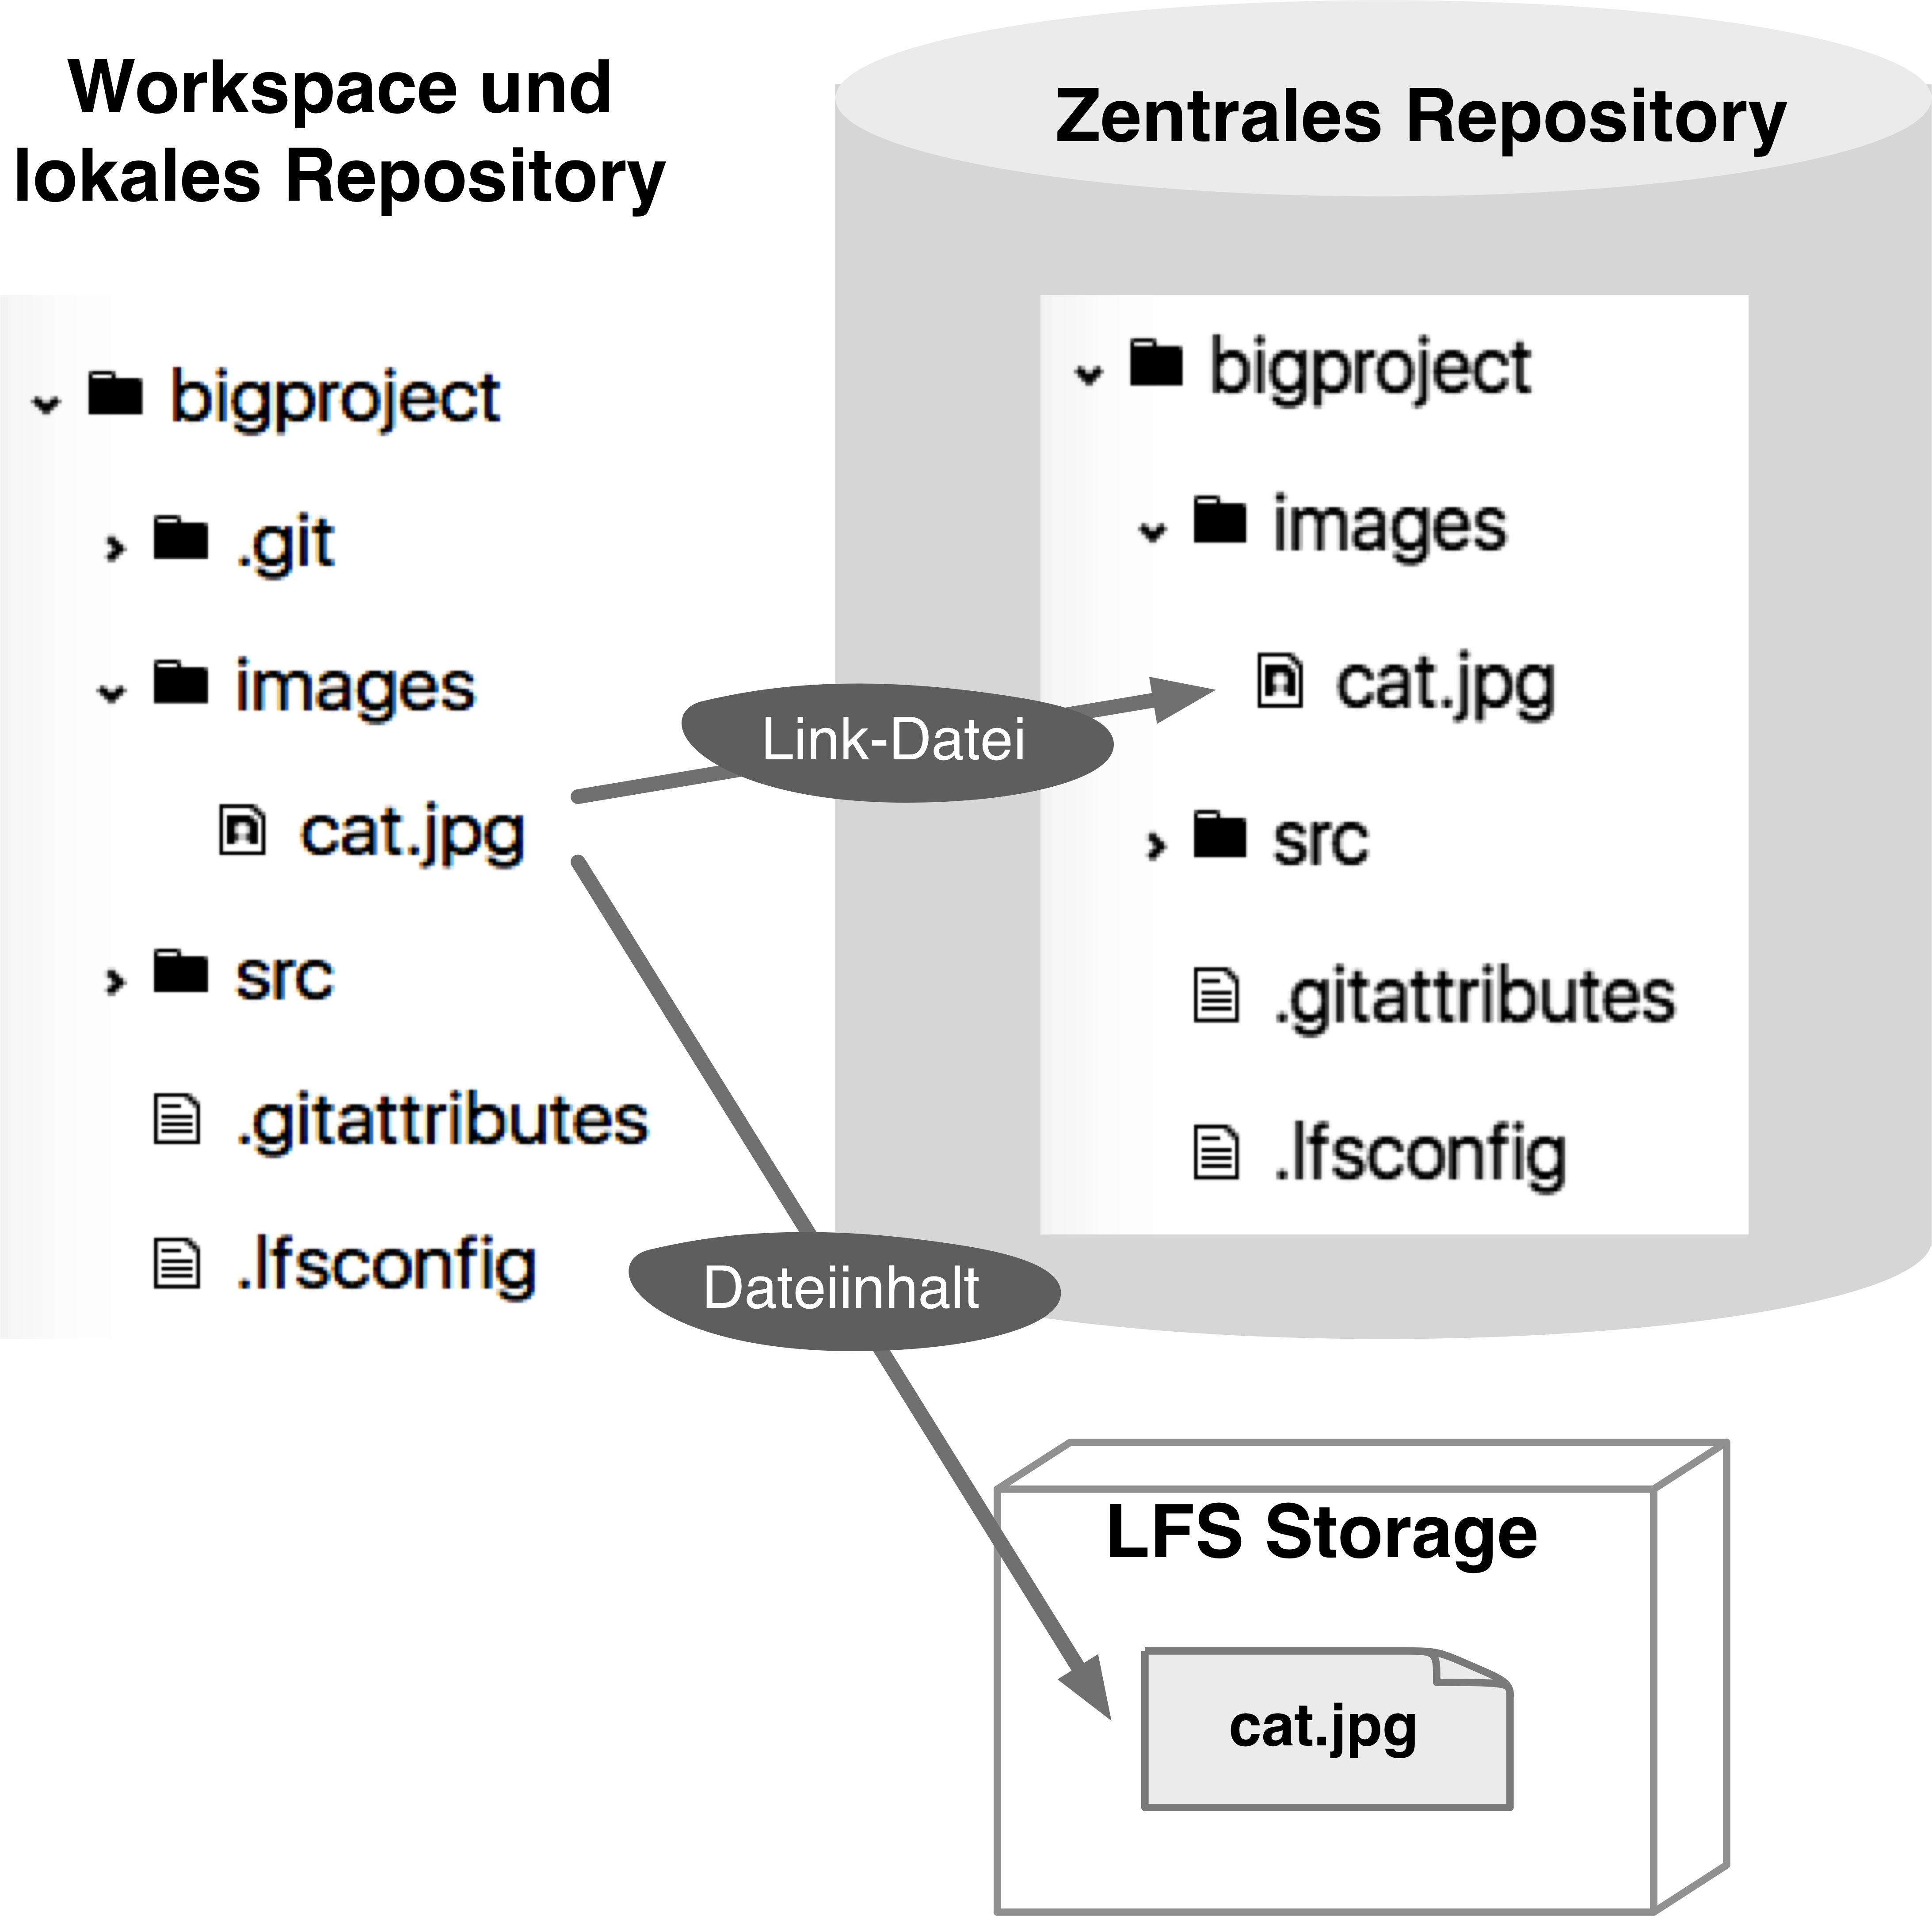 Workspace und
lokales Repository
bigproject
.git
images
cat.jpg
src
.gitattributes
.lfsconfig
Zentrales Repository
bigproject
images
cat.jpg
src
.gitattributes
.lfsconfig
Link-Datei
Dateiinhalt
LFS Storage
cat.jpg